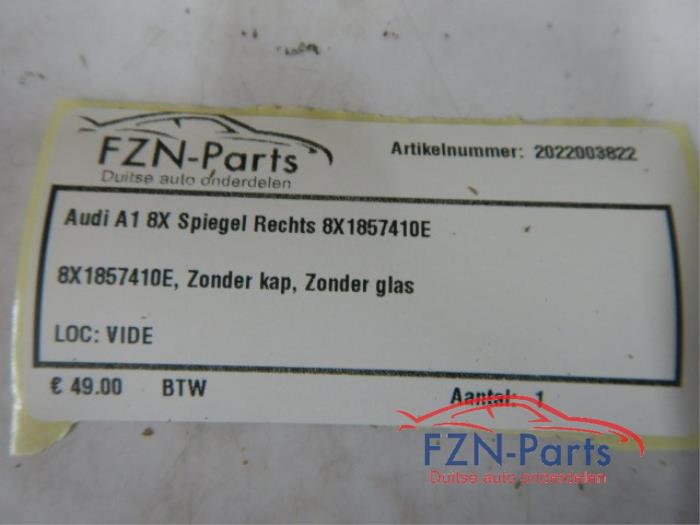 FZN-Parts
Duitse auto onderdelen
Artikelnummer: 2022003822
Audi A1 8X Spiegel Rechts 8X1857410E
8X1857410E, Zonder kap, Zonder glas
LOC: VIDE
€ 49.00 BTW Aantal: 1
FZN-Parts
Duitse auto onderdelen